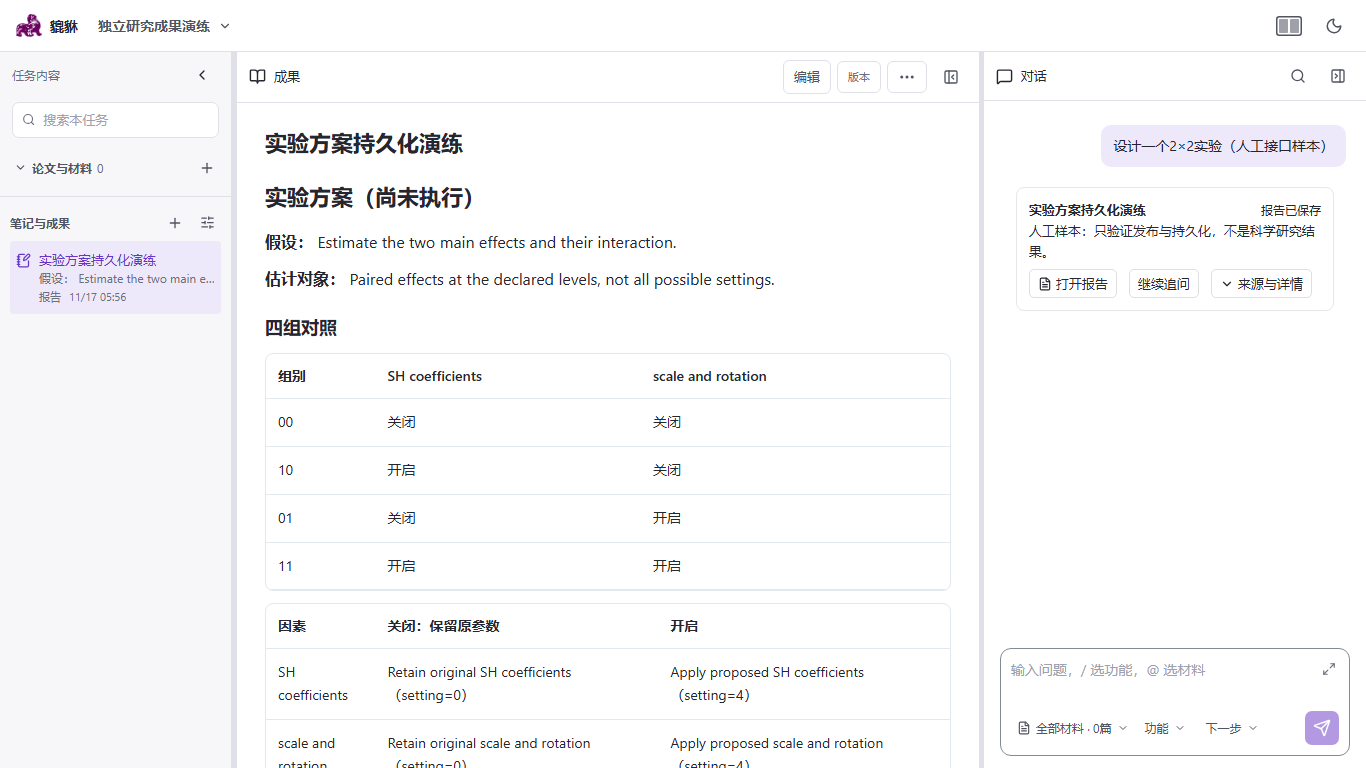 貔貅
独立研究成果演练
任务内容
搜索本任务
论文与材料 0
笔记与成果
实验方案持久化演练
假设： Estimate the two main e...
报告 11/17 05:56
成果
编辑
版本
实验方案持久化演练
实验方案（尚未执行）
假设： Estimate the two main effects and their interaction.
估计对象： Paired effects at the declared levels, not all possible settings.
四组对照
组别 SH coefficients scale and rotation
00 关闭 关闭
10 开启 关闭
01 关闭 开启
11 开启 开启
因素 关闭：保留原参数 开启
SH coefficients Retain original SH coefficients （setting=0） Apply proposed SH coefficients （setting=4）
scale and rotation Retain original scale and rotation （setting=0） Apply proposed scale and rotation （setting=4）
对话
设计一个2×2实验（人工接口样本）
实验方案持久化演练 报告已保存
人工样本：只验证发布与持久化，不是科学研究结
果。
打开报告 继续追问 来源与详情
输入问题，/ 选功能，@ 选材料
全部材料 · 0篇 功能 下一步